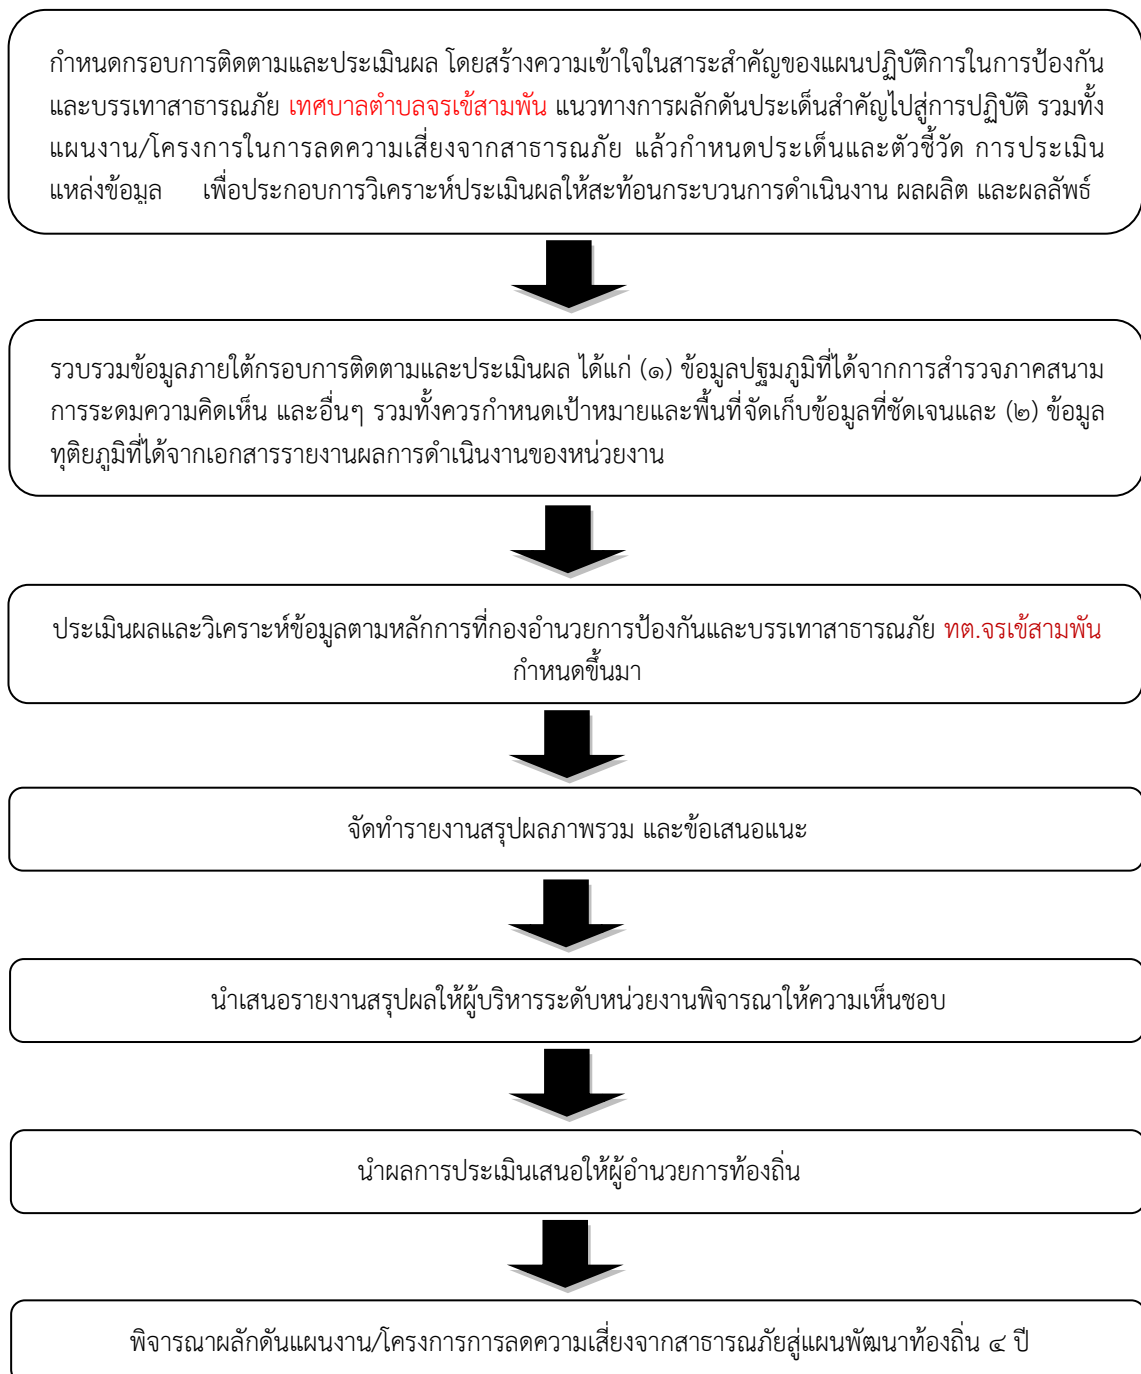 กำหนดกรอบการติดตามและประเมินผล โดยสร้างความเข้าใจในสาระสำคัญของแผนปฏิบัติการในการป้องกัน
และบรรเทาสาธารณภัย เทศบาลตำบลจรเข้สามพัน แนวทางการผลักดันประเด็นสำคัญไปสู่การปฏิบัติ รวมทั้ง
แผนงาน/โครงการในการลดความเสี่ยงจากสาธารณภัย แล้วกำหนดประเด็นและตัวชี้วัด การประเมิน
แหล่งข้อมูล เพื่อประกอบการวิเคราะห์ประเมินผลให้สะท้อนกระบวนการดำเนินงาน ผลผลิต และผลลัพธ์
รวบรวมข้อมูลภายใต้กรอบการติดตามและประเมินผล ได้แก่ (๑) ข้อมูลปฐมภูมิที่ได้จากการสำรวจภาคสนาม
การระดมความคิดเห็น และอื่นๆ รวมทั้งควรกำหนดเป้าหมายและพื้นที่จัดเก็บข้อมูลที่ชัดเจนและ (๒) ข้อมูล
ทุติยภูมิที่ได้จากเอกสารรายงานผลการดำเนินงานของหน่วยงาน
ประเมินผลและวิเคราะห์ข้อมูลตามหลักการที่กองอำนวยการป้องกันและบรรเทาสาธารณภัย ทต.จรเข้สามพัน
กำหนดขึ้นมา
จัดทำรายงานสรุปผลภาพรวม และข้อเสนอแนะ
นำเสนอรายงานสรุปผลให้ผู้บริหารระดับหน่วยงานพิจารณาให้ความเห็นชอบ
นำผลการประเมินเสนอให้ผู้อำนวยการท้องถิ่น
พิจารณาผลักดันแผนงาน/โครงการการลดความเสี่ยงจากสาธารณภัยสู่แผนพัฒนาท้องถิ่น ๔ ปี